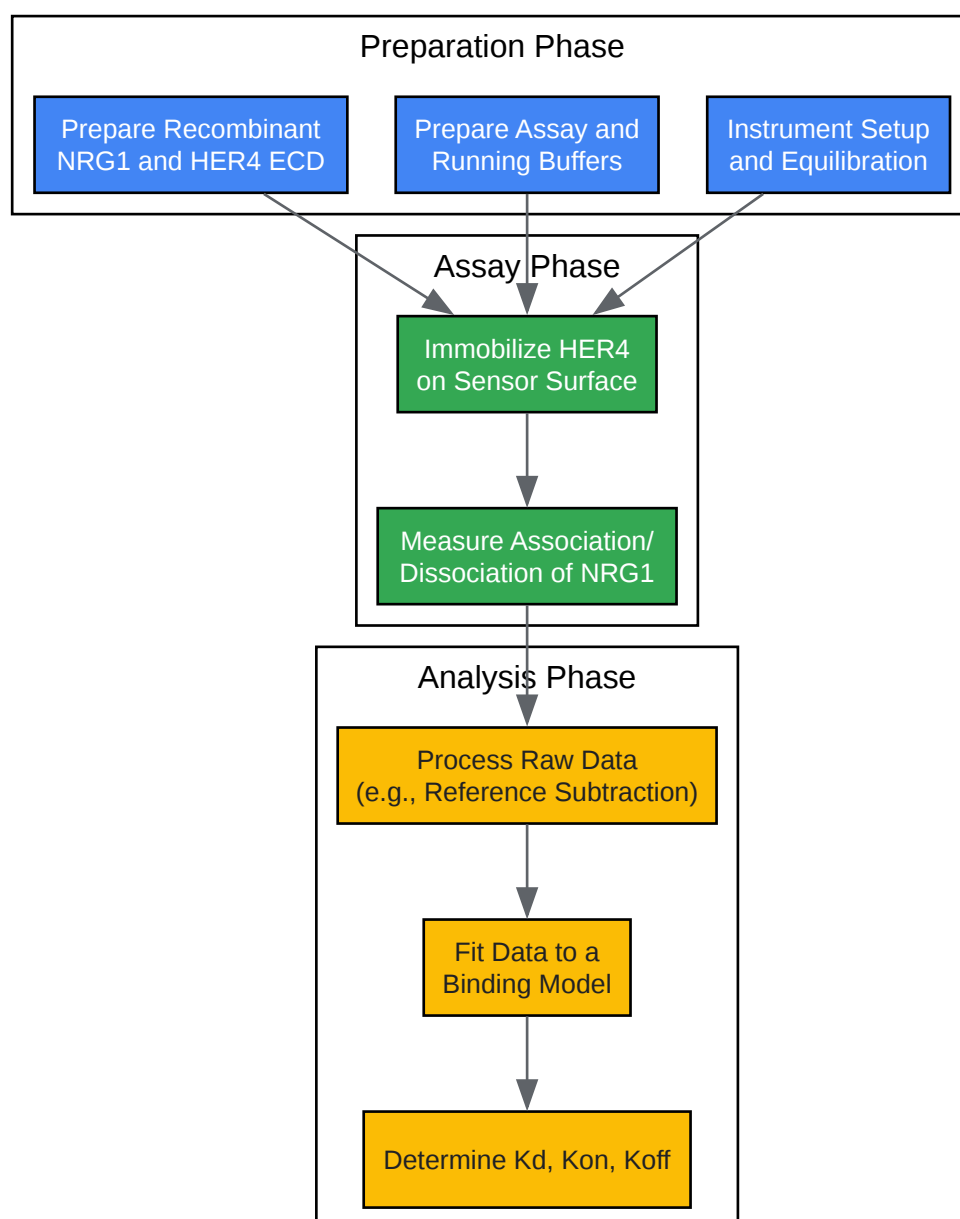 Preparation Phase
Prepare Recombinant
NRG1 and HER4 ECD
Prepare Assay and
Running Buffers
Instrument Setup
and Equilibration
Assay Phase
Immobilize HER4
on Sensor Surface
Measure Association/
Dissociation of NRG1
Analysis Phase
Process Raw Data
(e.g., Reference Subtraction)
Fit Data to a
Binding Model
Determine Kd, Kon, Koff